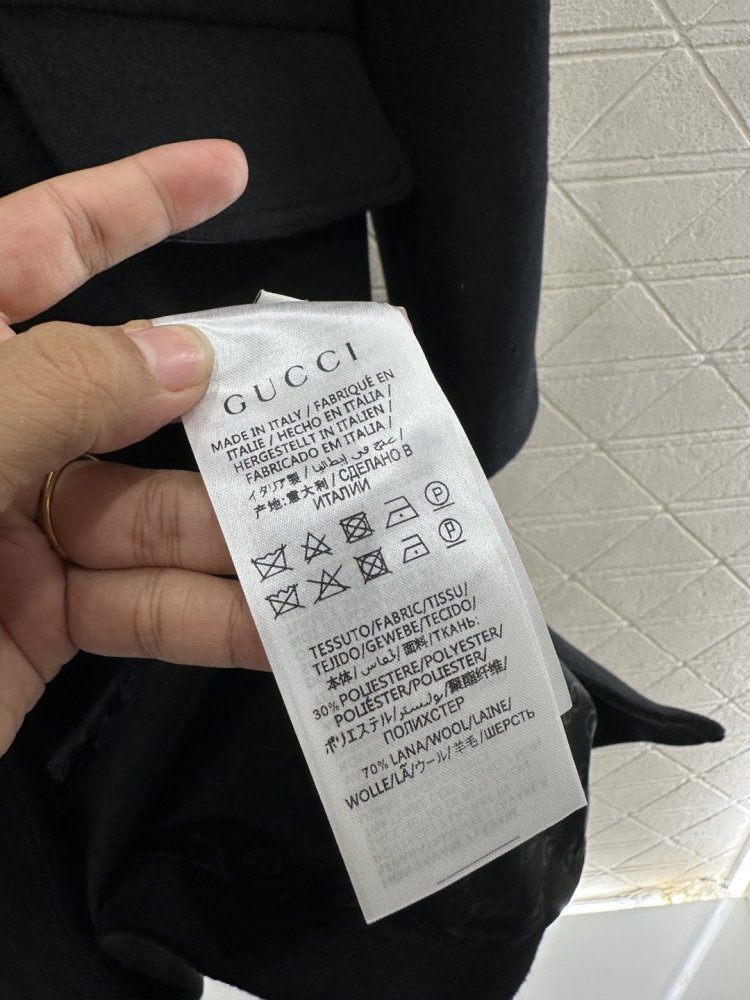 GUCCI
MADE IN ITALY / FABRIQUÉ EN
ITALIE / HECHO EN ITALIA /
HERGESTELLT IN ITALIEN /
FABRICADO EM ITALIA /
イタリア製 / صنع في إيطاليا /
产地:意大利 / СДЕЛАНО В
ИТАЛИИ
P
P
TESSUTO/FABRIC/TISSU/
TEJIDO/GEWEBE/TECIDO/
本体/قماش/面料/ТКАНЬ:
30% POLIESTERE/POLYESTER/
POLIÉSTER/POLIESTER/
ポリエステル/بوليستر/聚酯纤维/
ПОЛИХСТЕР
70% LANA/WOOL/LAINE/
WOLLE/LÃ/ウール/羊毛/ШЕРСТЬ